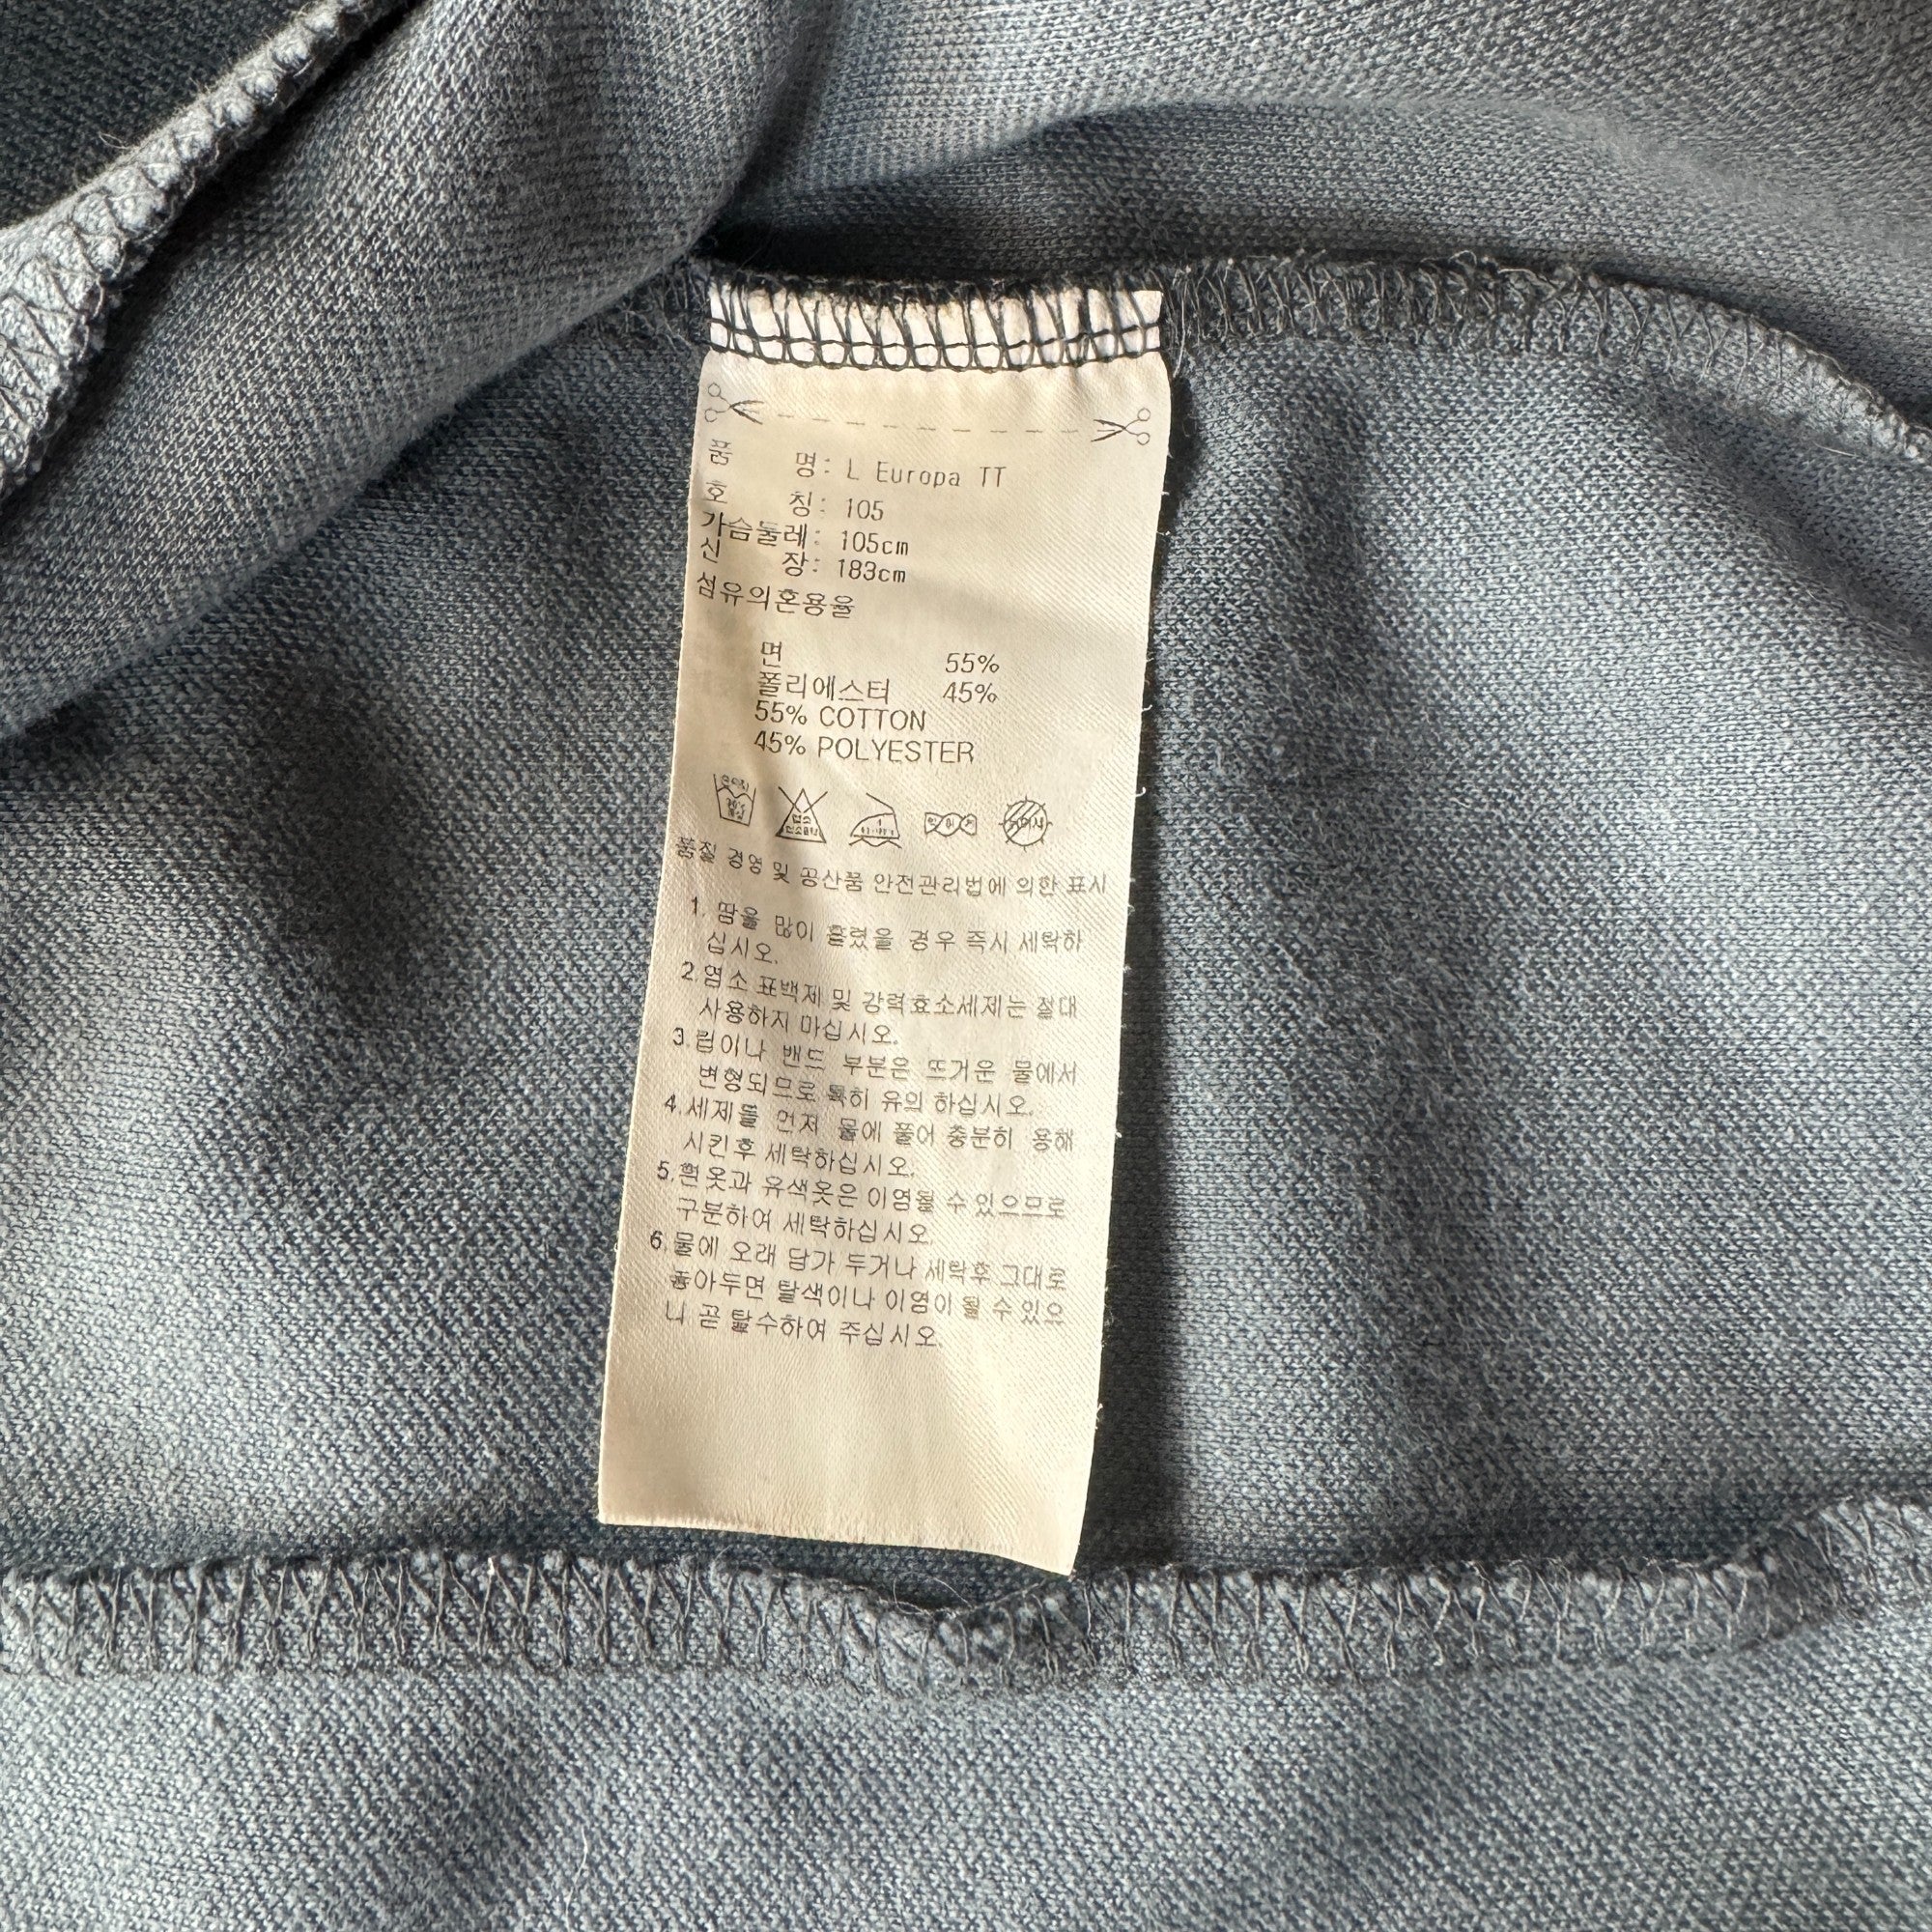 품 명: L Europa TT
호 칭: 105
가슴둘레: 105cm
신 장: 183cm
섬유의혼용율
면 55%
폴리에스터 45%
55% COTTON
45% POLYESTER
품질 경영 및 공산품 안전관리법에 의한 표시
1. 땀을 많이 흘렸을 경우 즉시 세탁하
십시오.
2.염소 표백제 및 강력효소세제는 절대
사용하지 마십시오.
3.립이나 밴드 부분은 뜨거운 물에서
변형되므로 특히 유의 하십시오.
4.세제를 먼저 물에 풀어 충분히 용해
시킨후 세탁하십시오.
5.흰옷과 유색옷은 이염될 수 있으므로
구분하여 세탁하십시오.
6.물에 오래 담가 두거나 세탁후 그대로
놓아두면 탈색이나 이염이 될 수 있으
니 곧 탈수하여 주십시오.